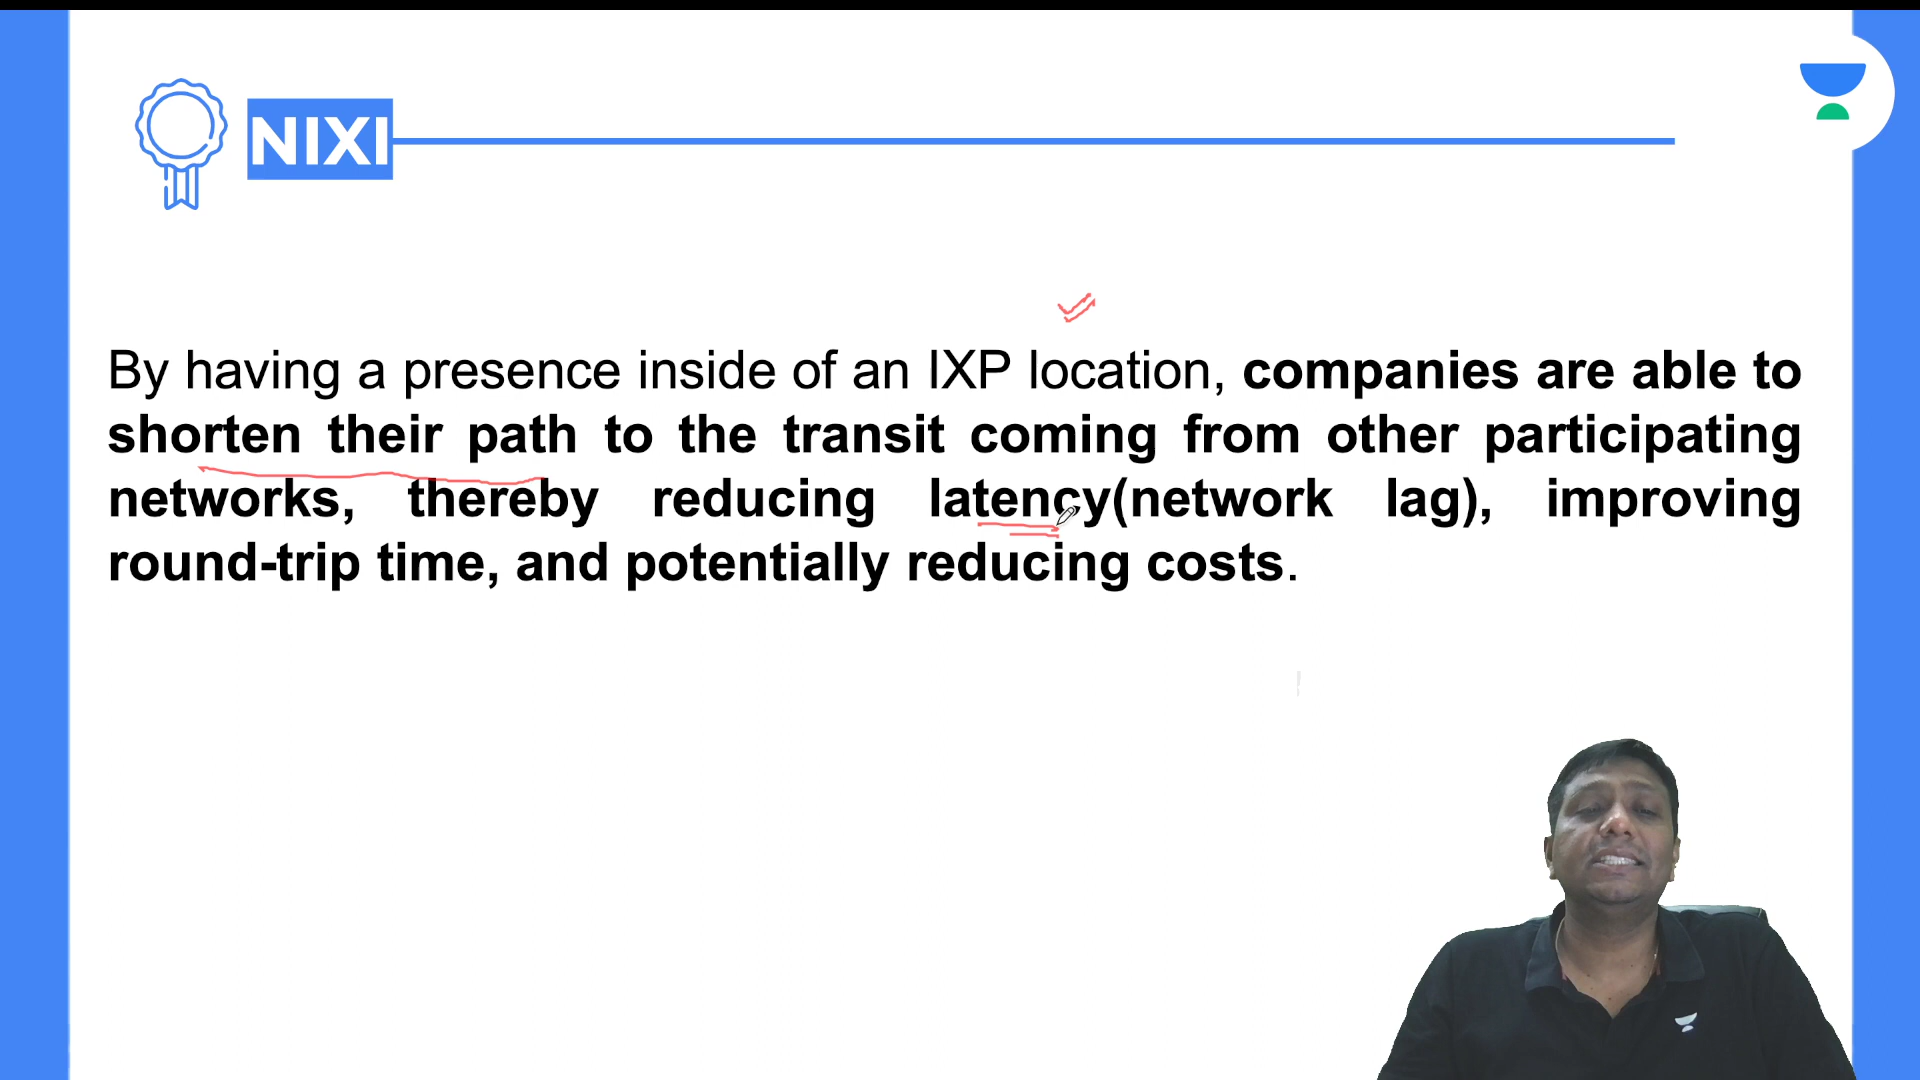 NIXI
By having a presence inside of an IXP location, companies are able to
shorten their path to the transit coming from other participating
networks, thereby reducing latency(network lag), improving
round-trip time, and potentially reducing costs.